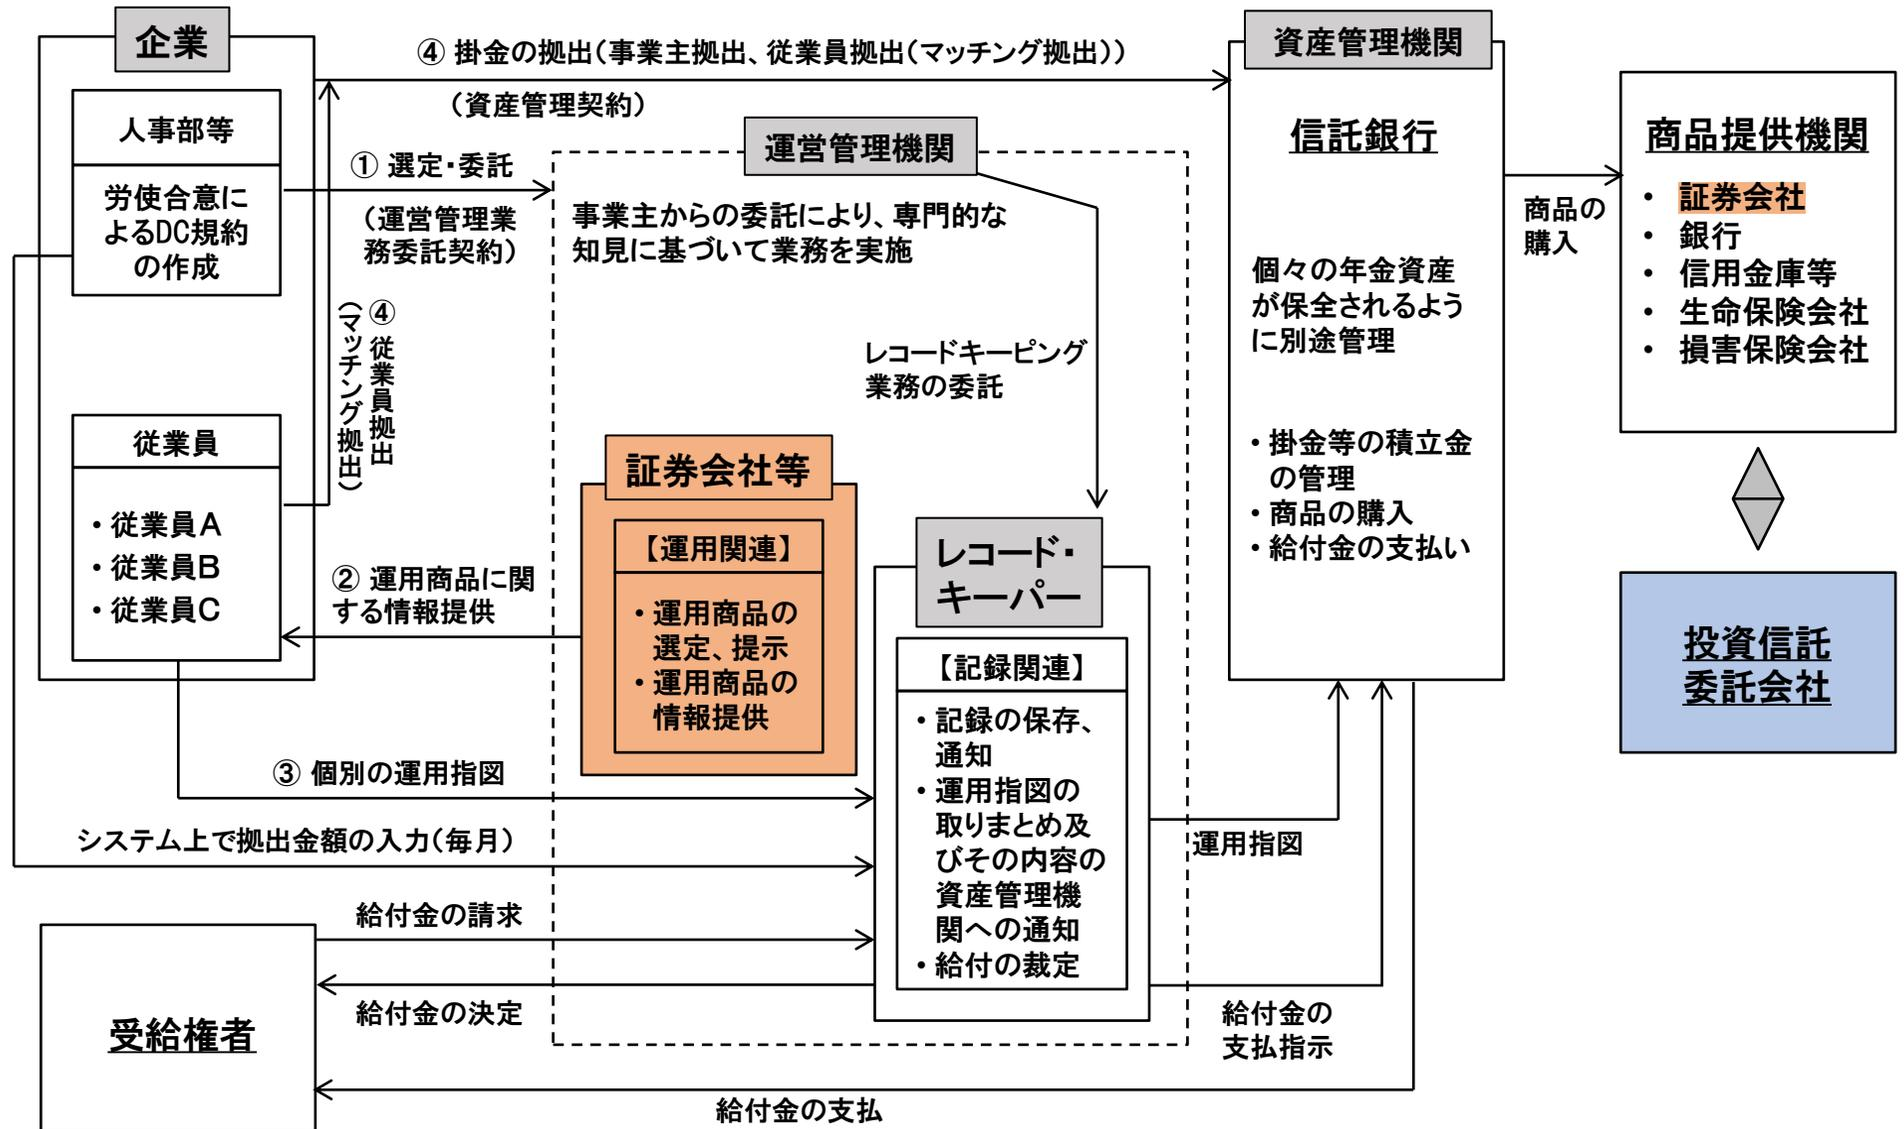 企業
人事部等
労使合意に
よるDC規約
の作成
従業員
・従業員A
・従業員B
・従業員C
④ 掛金の拠出(事業主拠出、従業員拠出(マッチング拠出))
(資産管理契約)
① 選定・委託
(運営管理業
務委託契約)
④ 従業員拠出
(マッチング拠出)
② 運用商品に関
する情報提供
③ 個別の運用指図
システム上で拠出金額の入力(毎月)
給付金の請求
給付金の決定
受給権者
給付金の支払
運営管理機関
事業主からの委託により、専門的な
知見に基づいて業務を実施
レコードキーピング
業務の委託
証券会社等
【運用関連】
・運用商品の
選定、提示
・運用商品の
情報提供
レコード・
キーパー
【記録関連】
・記録の保存、
通知
・運用指図の
取りまとめ及
びその内容の
資産管理機
関への通知
・給付の裁定
運用指図
給付金の
支払指示
資産管理機関
信託銀行
個々の年金資産
が保全されるよう
に別途管理
・掛金等の積立金
の管理
・商品の購入
・給付金の支払い
商品の
購入
商品提供機関
・ 証券会社
・ 銀行
・ 信用金庫等
・ 生命保険会社
・ 損害保険会社
投資信託
委託会社